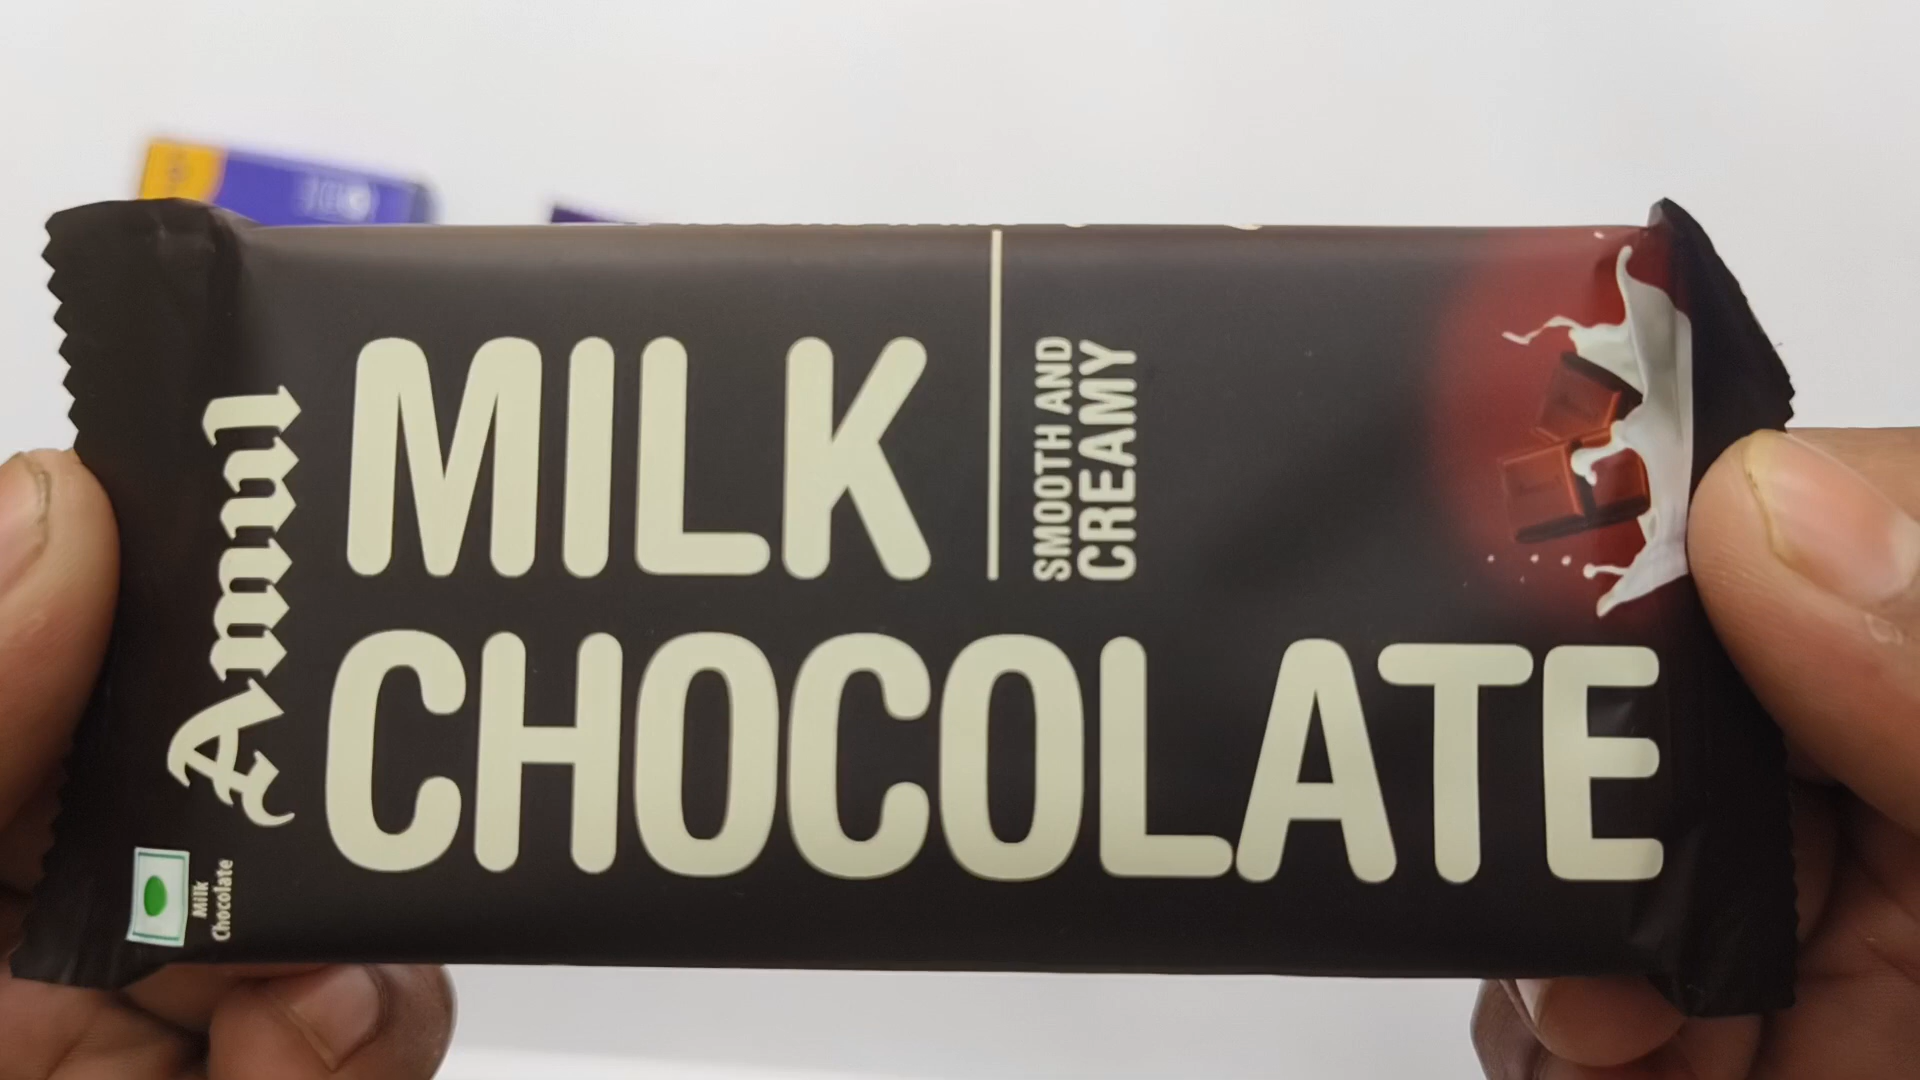 Amul
MILK
SMOOTH AND
CREAMY
CHOCOLATE
Milk
Chocolate